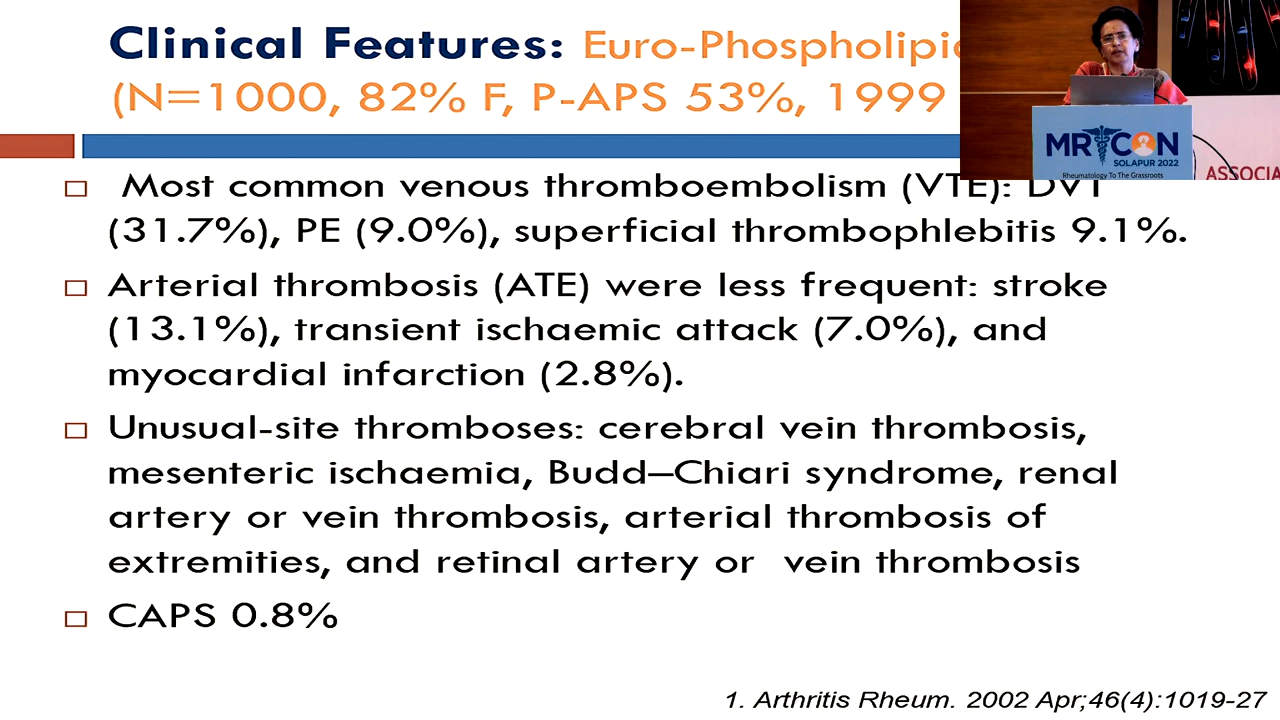 Clinical Features: Euro-Phospholipi
(N=1000, 82% F, P-APS 53%, 1999
MRCON
SOLAPUR 2022
Rheumatology To The Grassroots
ASSOCIA
Most common venous thromboembolism (VTE): DVT
(31.7%), PE (9.0%), superficial thrombophlebitis 9.1%.
Arterial thrombosis (ATE) were less frequent: stroke
(13.1%), transient ischaemic attack (7.0%), and
myocardial infarction (2.8%).
Unusual-site thromboses: cerebral vein thrombosis,
mesenteric ischaemia, Budd–Chiari syndrome, renal
artery or vein thrombosis, arterial thrombosis of
extremities, and retinal artery or vein thrombosis
CAPS 0.8%
1. Arthritis Rheum. 2002 Apr;46(4):1019-27